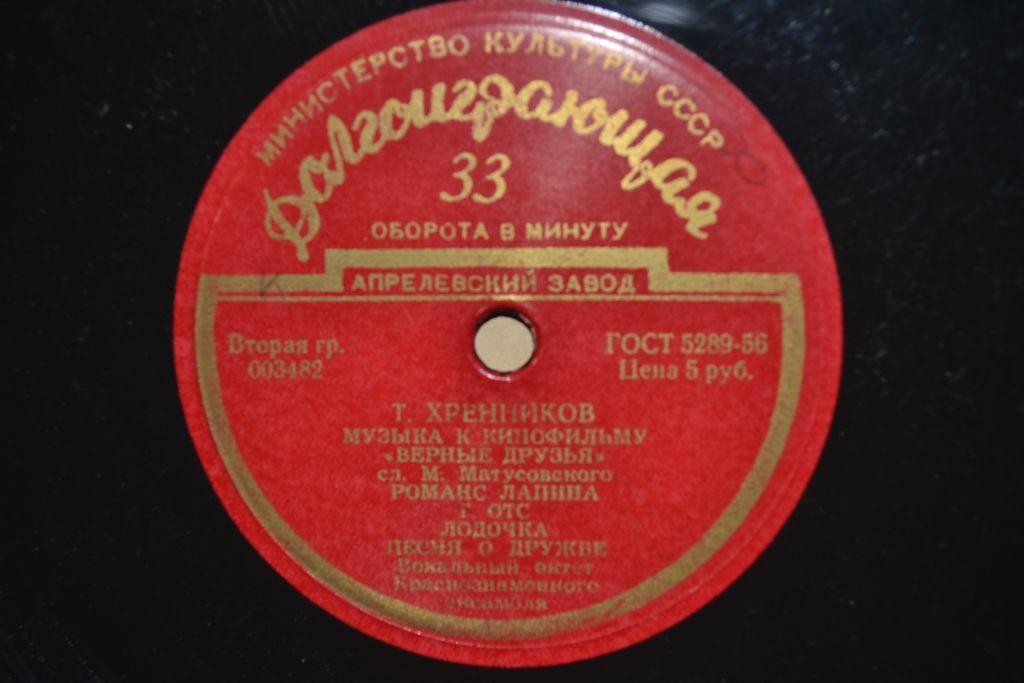 МИНИСТЕРСТВО КУЛЬТУРЫ СССР
Долгоиграющая
33
ОБОРОТА В МИНУТУ
АПРЕЛЕВСКИЙ ЗАВОД
Вторая гр.
003482
ГОСТ 5289-56
Цена 5 руб.
Т. ХРЕННИКОВ
МУЗЫКА К КИНОФИЛЬМУ
«ВЕРНЫЕ ДРУЗЬЯ»
сл. М. Матусовского
РОМАНС ЛАПИНА
Г. ОТС
ЛОДОЧКА
ПЕСНЯ О ДРУЖБЕ
Вокальный октет
Краснознаменного
ансамбля